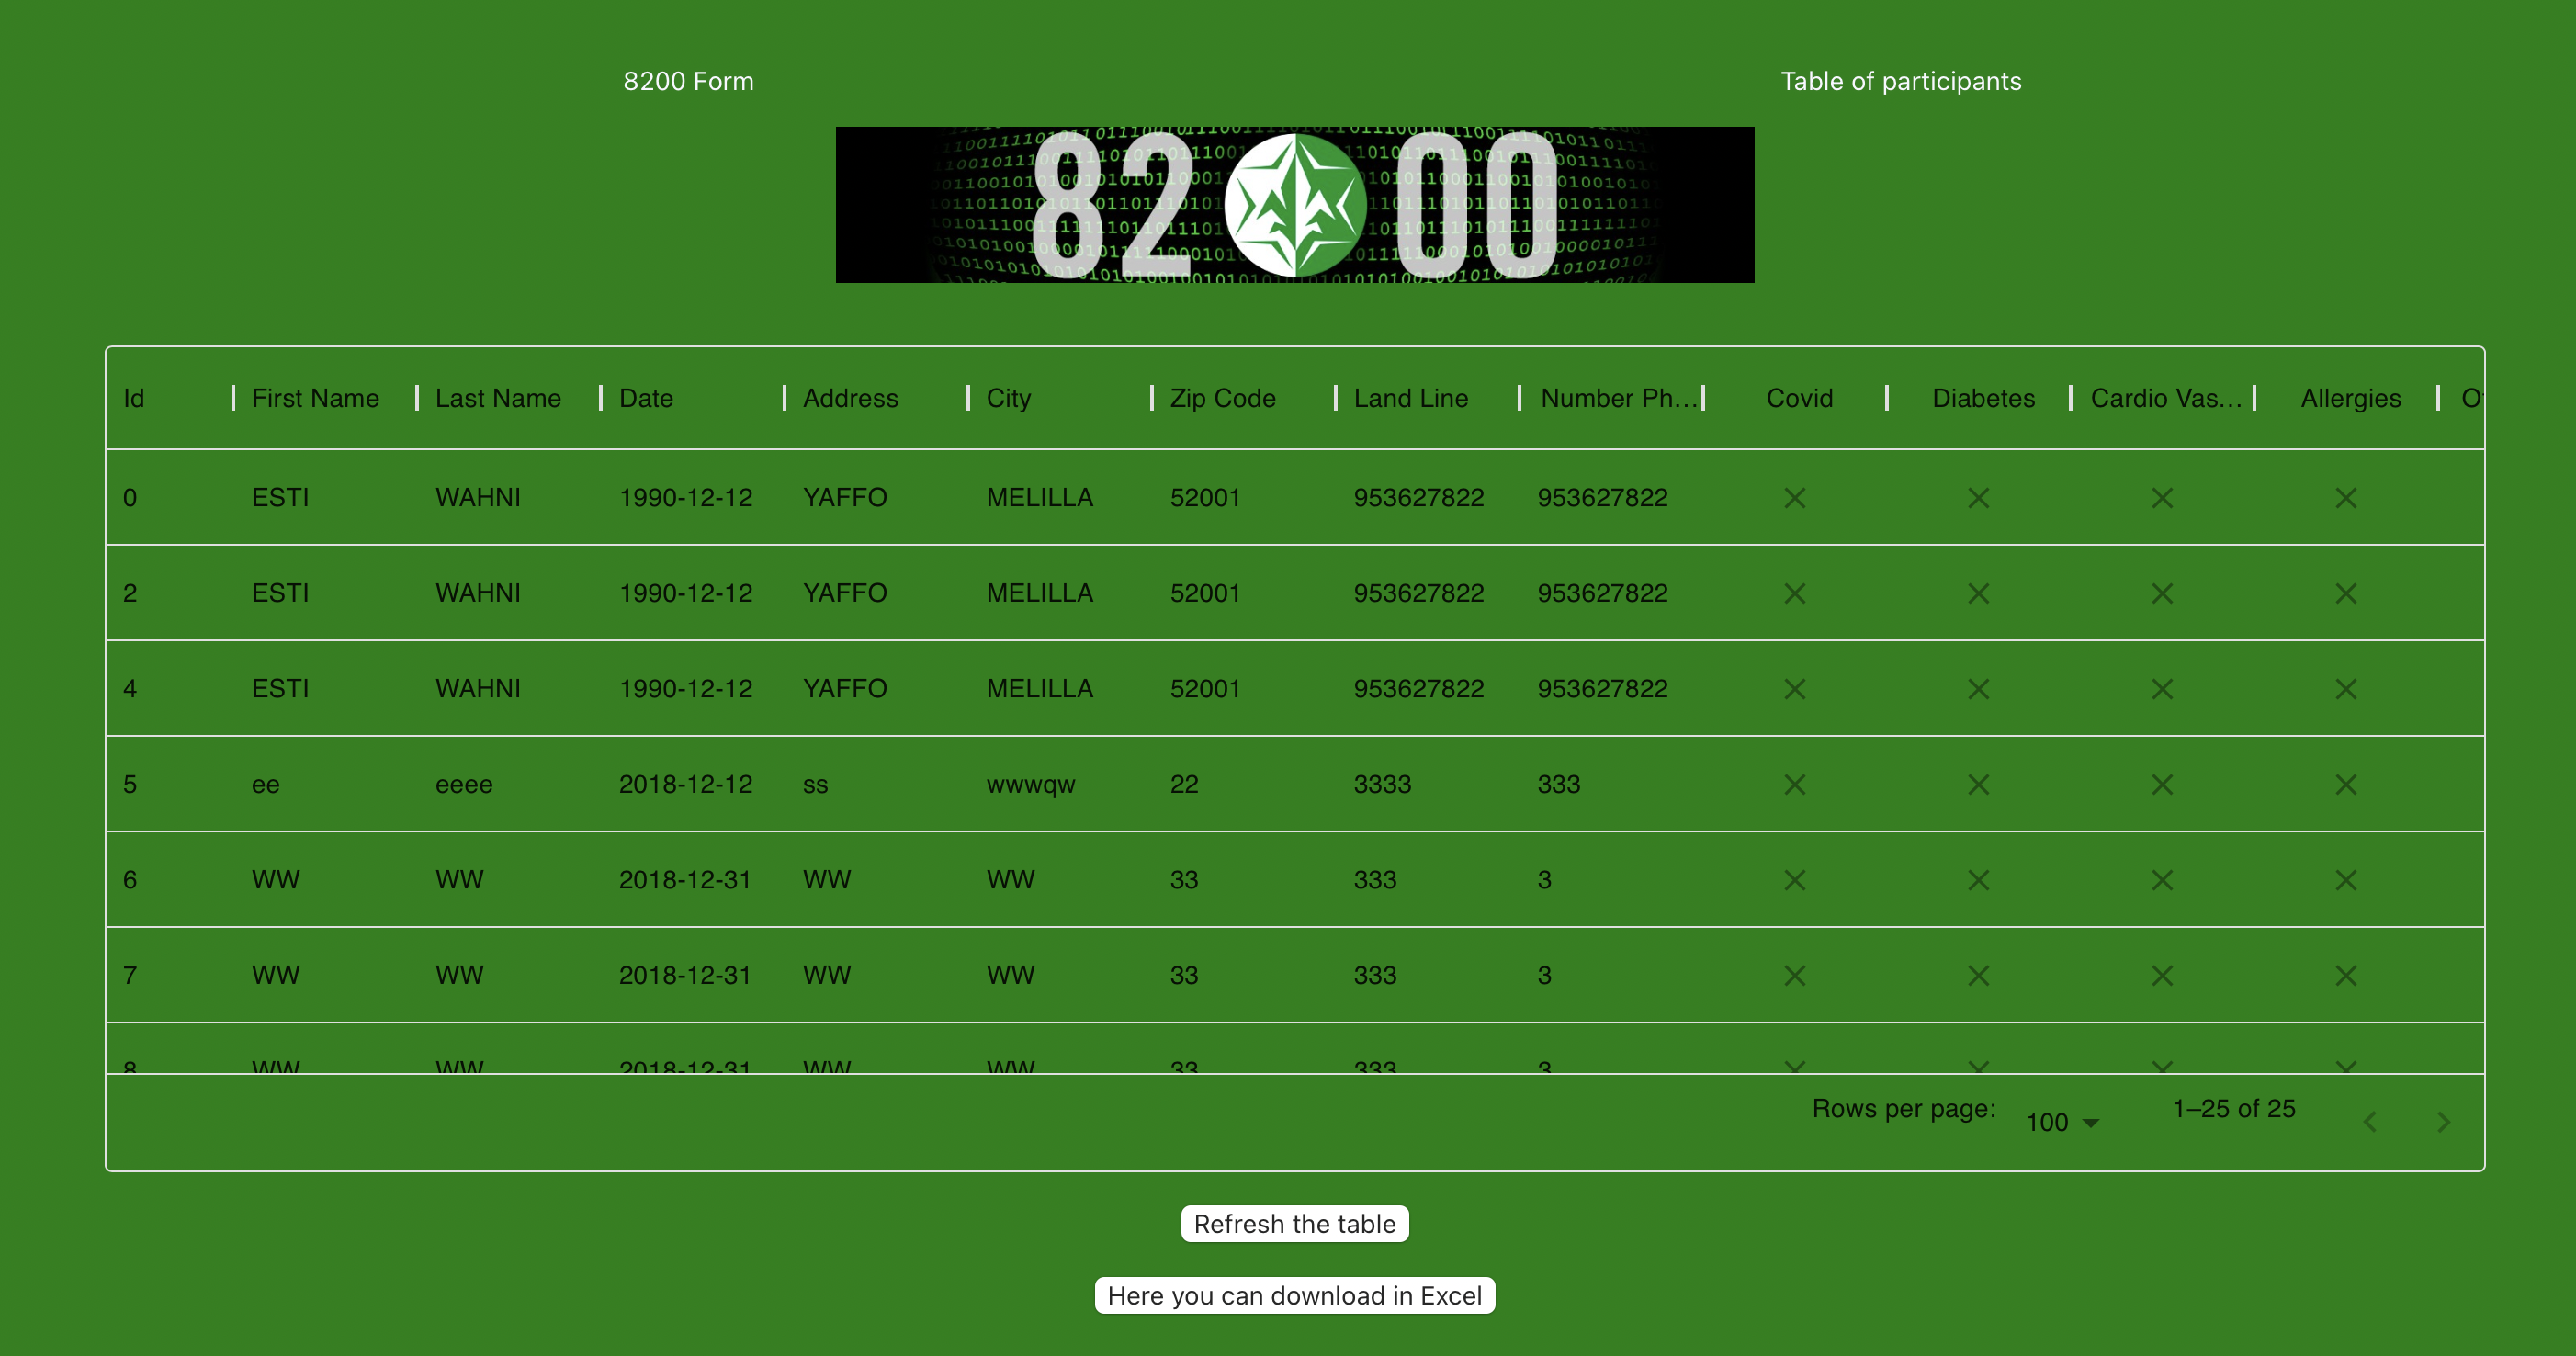 8200 Form Table of participants
82 00
Id First Name Last Name Date Address City Zip Code Land Line Number Ph... Covid Diabetes Cardio Vas... Allergies
0 ESTI WAHNI 1990-12-12 YAFFO MELILLA 52001 953627822 953627822
2 ESTI WAHNI 1990-12-12 YAFFO MELILLA 52001 953627822 953627822
4 ESTI WAHNI 1990-12-12 YAFFO MELILLA 52001 953627822 953627822
5 ee eeee 2018-12-12 ss wwwqw 22 3333 333
6 WW WW 2018-12-31 WW WW 33 333 3
7 WW WW 2018-12-31 WW WW 33 333 3
8 WW WW 2018-12-31 WW WW 33 333 3
Rows per page: 100 1–25 of 25
Refresh the table
Here you can download in Excel